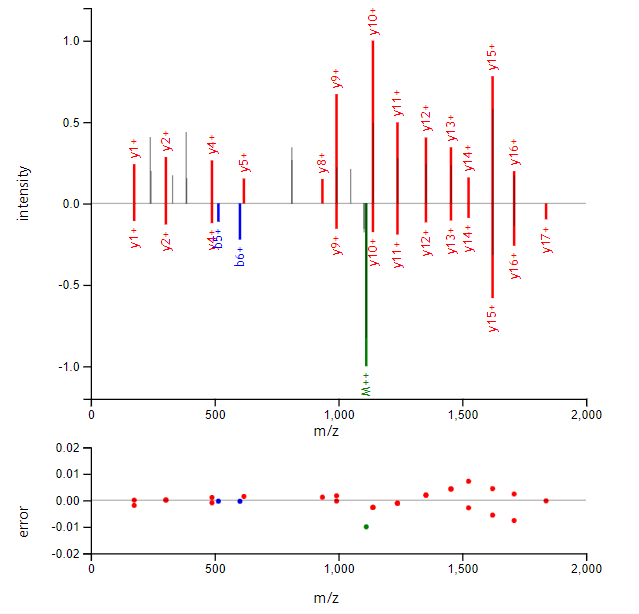 intensity
1.0
0.5
0.0
-0.5
-1.0
y1+
y2+
y4+
y5+
y8+
y9+
y10+
y11+
y12+
y13+
y14+
y15+
y16+
y1+
y2+
y4+
b5+
b6+
y9+
y10+
y11+
y12+
y13+
y14+
y15+
y16+
y17+
0
500
1,000
1,500
2,000
m/z
error
0.02
0.01
0.00
-0.01
-0.02
0
500
1,000
1,500
2,000
m/z